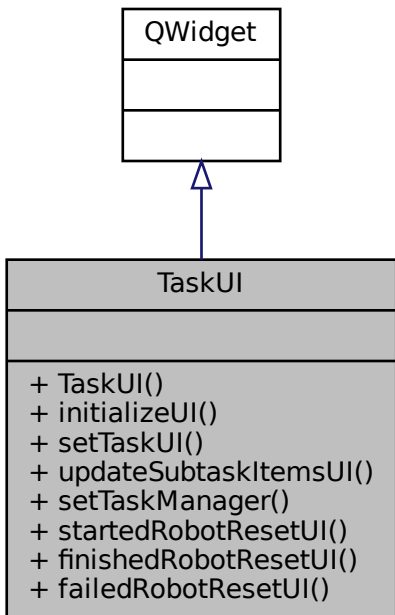 QWidget
TaskUI
+ TaskUI()
+ initializeUI()
+ setTaskUI()
+ updateSubtaskItemsUI()
+ setTaskManager()
+ startedRobotResetUI()
+ finishedRobotResetUI()
+ failedRobotResetUI()